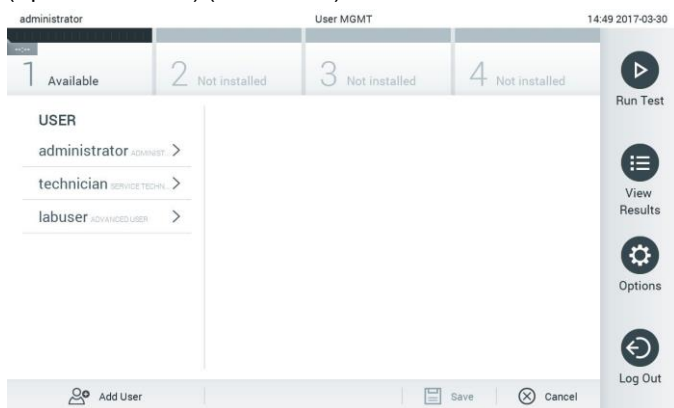 administrator User MGMT 14:49 2017-03-30
--:--
1 Available 2 Not installed 3 Not installed 4 Not installed
Run Test
USER
administrator ADMINIST... >
technician SERVICE TECHN... >
labuser ADVANCED USER >
View
Results
Options
Log Out
Add User Save Cancel